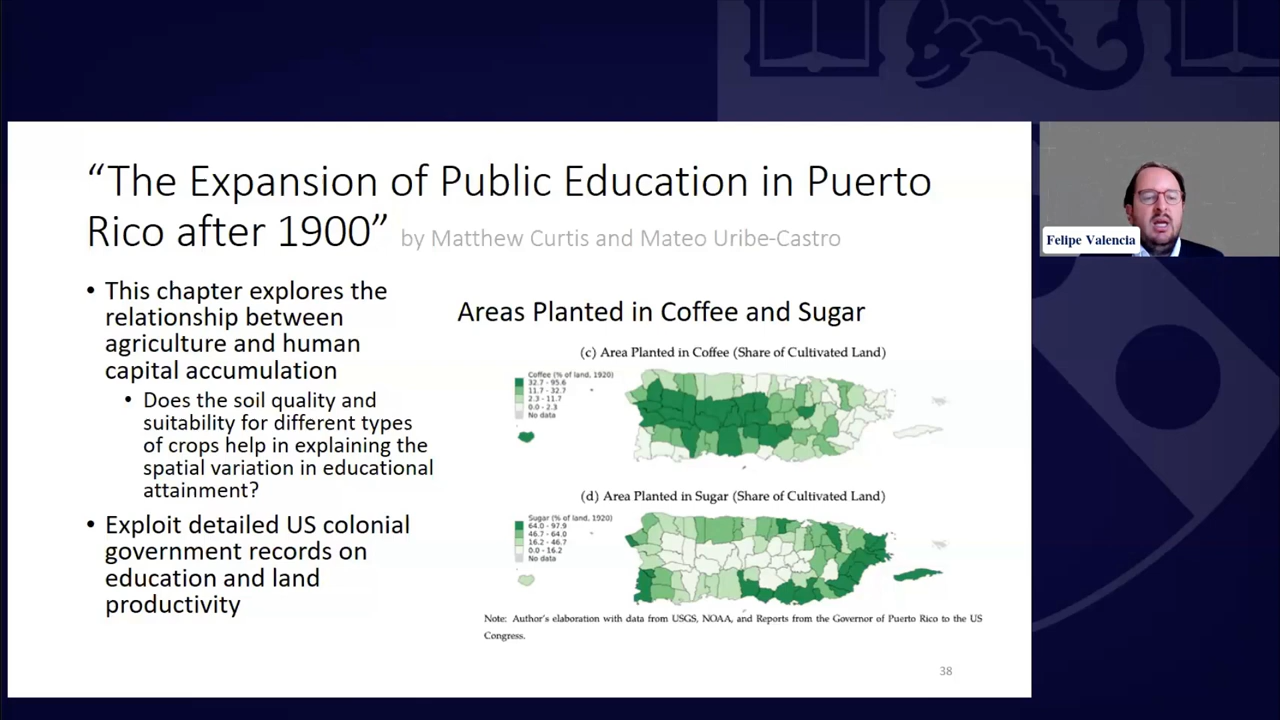 “The Expansion of Public Education in Puerto
Rico after 1900” by Matthew Curtis and Mateo Uribe-Castro
• This chapter explores the
relationship between
agriculture and human
capital accumulation
• Does the soil quality and
suitability for different types
of crops help in explaining the
spatial variation in educational
attainment?
• Exploit detailed US colonial
government records on
education and land
productivity
Areas Planted in Coffee and Sugar
(c) Area Planted in Coffee (Share of Cultivated Land)
Coffee (% of land, 1920)
32.7 - 95.6
11.7 - 32.7
2.3 - 11.7
0.0 - 2.3
No data
(d) Area Planted in Sugar (Share of Cultivated Land)
Sugar (% of land, 1920)
64.0 - 97.9
46.7 - 64.0
16.2 - 46.7
0.0 - 16.2
No data
Note: Author's elaboration with data from USGS, NOAA, and Reports from the Governor of Puerto Rico to the US
Congress.
38
Felipe Valencia